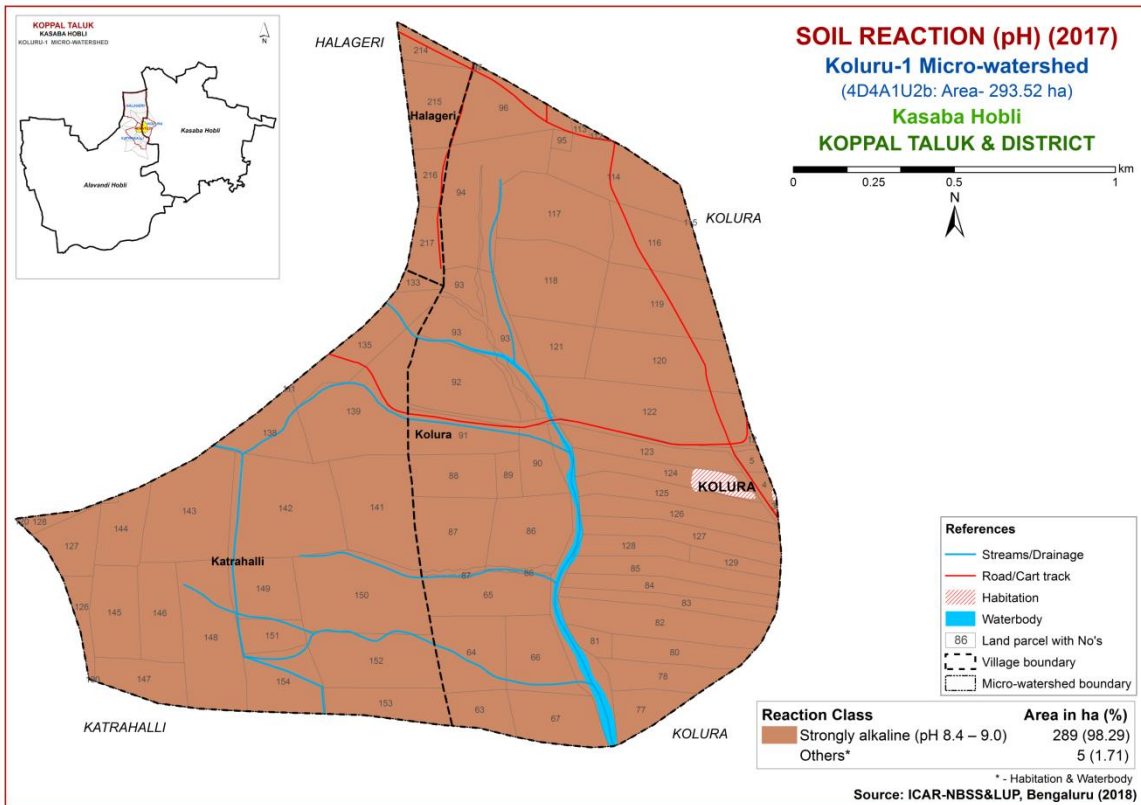 KOPPAL TALUK
KASABA HOBLI
KOLURU-1 MICRO-WATERSHED
N
HALAGERI
Kasaba Hobli
Alavandi Hobli
SOIL REACTION (pH) (2017)
Koluru-1 Micro-watershed
(4D4A1U2b: Area- 293.52 ha)
Kasaba Hobli
KOPPAL TALUK & DISTRICT
km
0 0.25 0.5 1
N
HALAGERI
KOLURA
214
215
96
Halageri
95
113
114
216
94
117
217
116
133
93
118
119
93
93
121
120
135
92
122
139
138
Kolura
91
123
5
88
89
90
124
4
KOLURA
125
143
142
141
126
144
87
86
127
128
127
128
129
Katrahalli
87
86
85
149
150
65
84
83
126
145
146
148
82
151
81
80
64
66
152
78
147
154
153
63
67
77
KATRAHALLI
KOLURA
References
Streams/Drainage
Road/Cart track
Habitation
Waterbody
86 Land parcel with No's
Village boundary
Micro-watershed boundary
Reaction Class Area in ha (%)
Strongly alkaline (pH 8.4 – 9.0) 289 (98.29)
Others* 5 (1.71)
* - Habitation & Waterbody
Source: ICAR-NBSS&LUP, Bengaluru (2018)